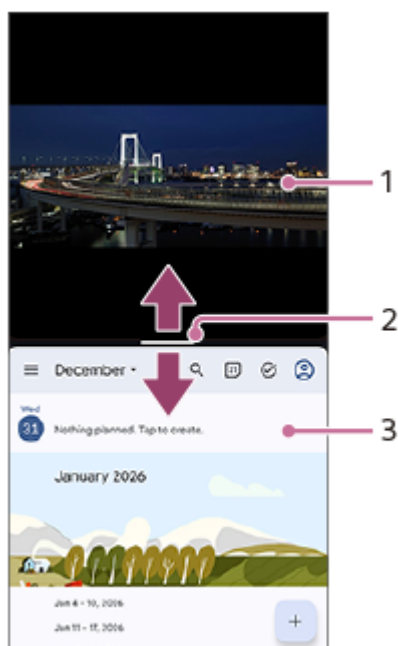 1
2
December
31
Wed
31
Nothing planned. Tap to create.
3
January 2026
Jan 4 – 10, 2026
Jan 11 – 17, 2026
+